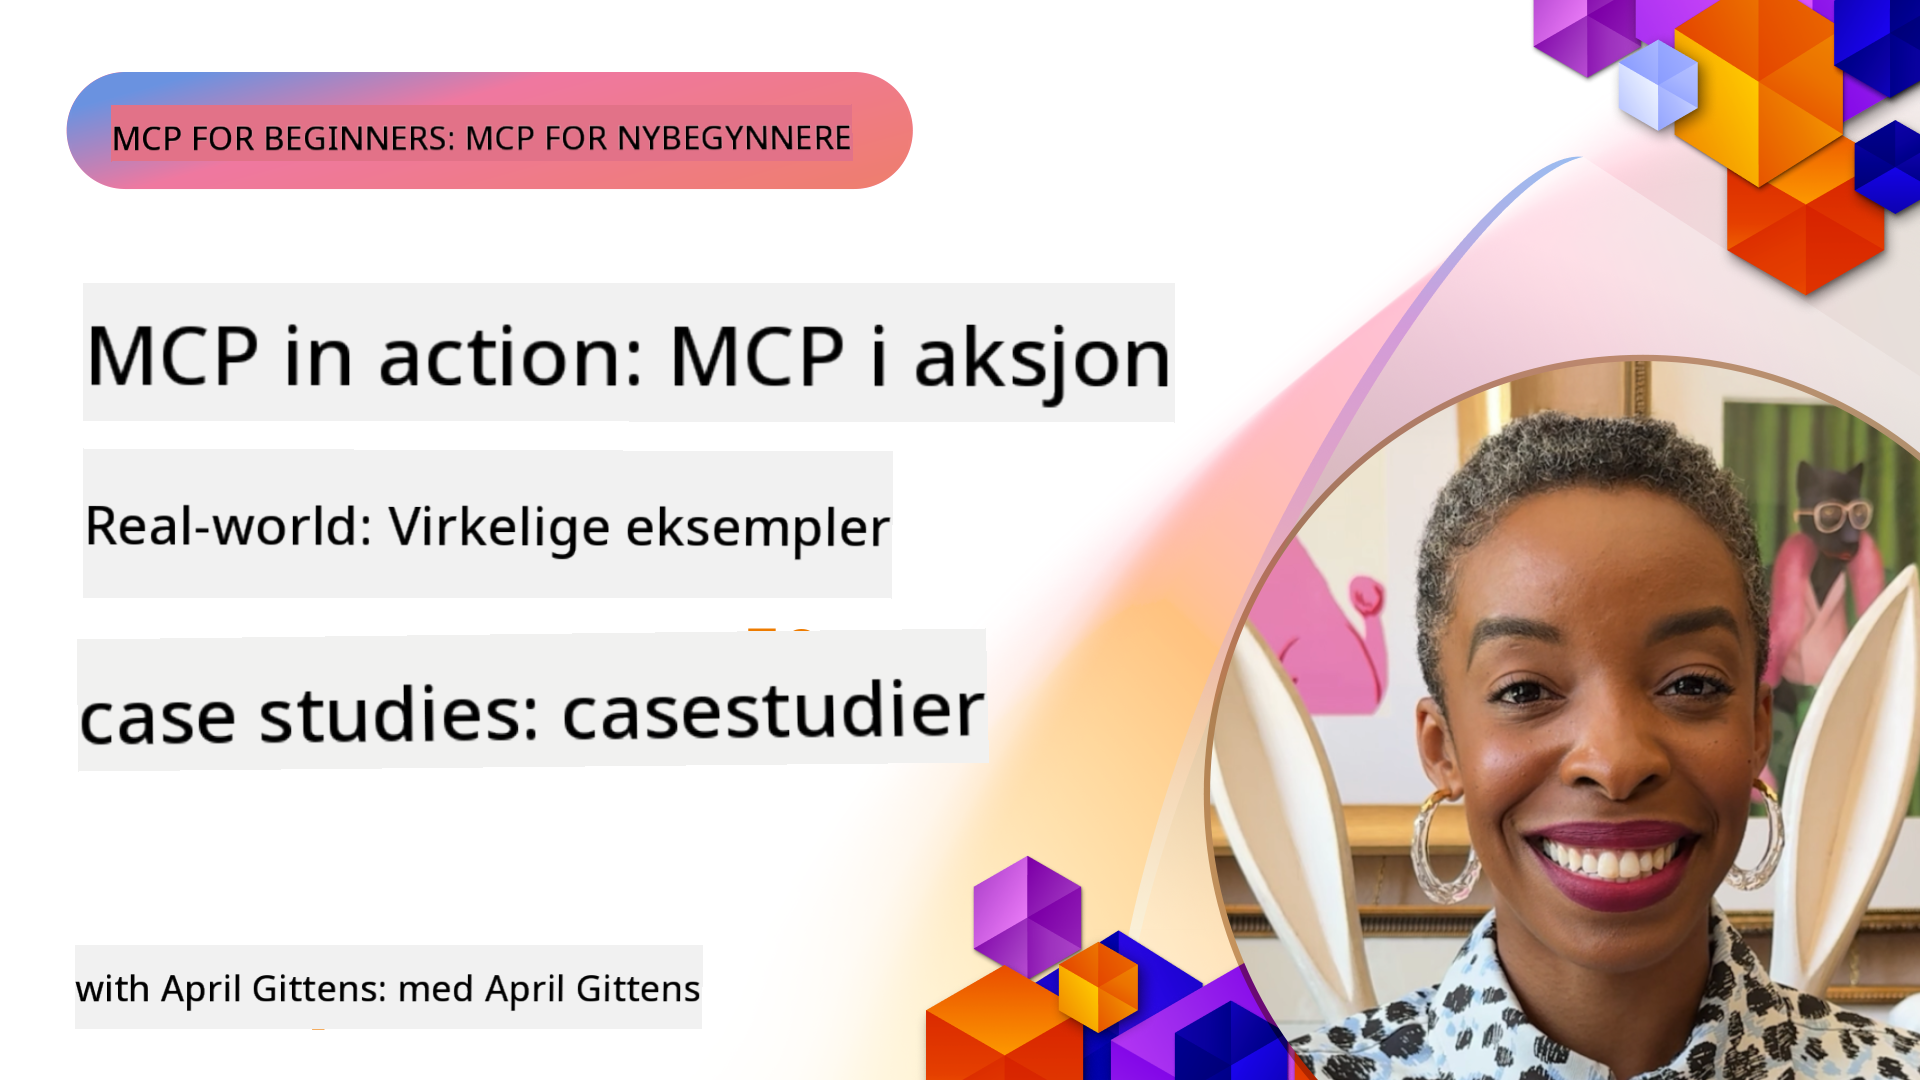 MCP FOR BEGINNERS: MCP FOR NYBEGYNNERE
MCP in action: MCP i aksjon
Real-world: Virkelige eksempler
case studies: casestudier
with April Gittens: med April Gittens